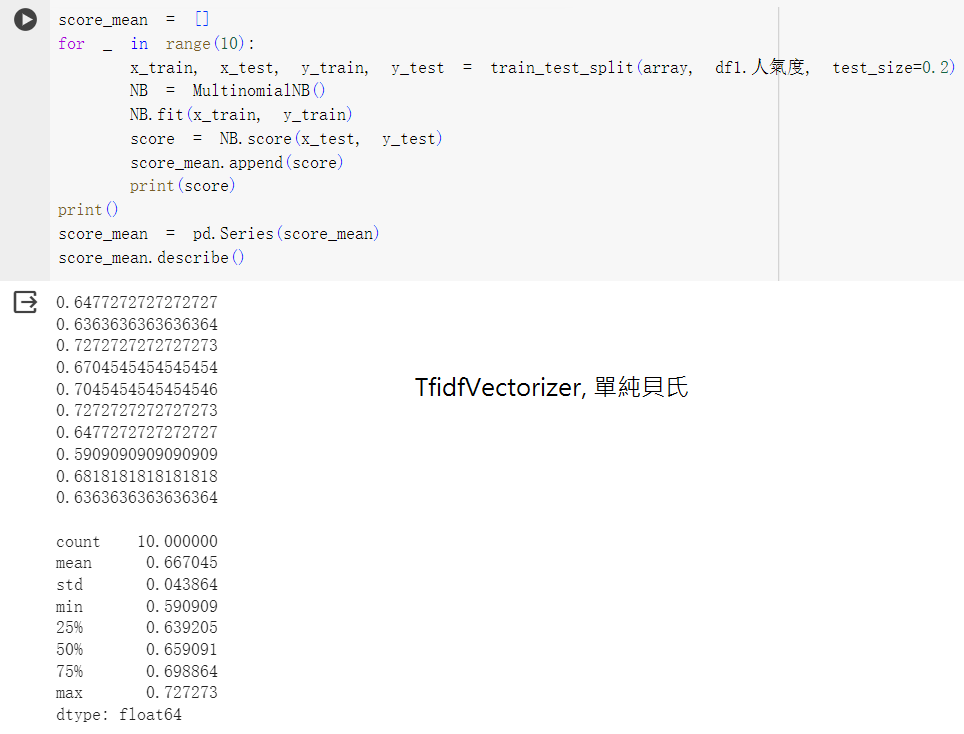 score_mean = []
for _ in range(10):
x_train, x_test, y_train, y_test = train_test_split(array, df1.人氣度, test_size=0.2)
NB = MultinomialNB()
NB.fit(x_train, y_train)
score = NB.score(x_test, y_test)
score_mean.append(score)
print(score)
print()
score_mean = pd.Series(score_mean)
score_mean.describe()
0.6477272727272727
0.6363636363636364
0.7272727272727273
0.6704545454545454
0.7045454545454546
0.7272727272727273
0.6477272727272727
0.5909090909090909
0.6818181818181818
0.6363636363636364
TfidfVectorizer, 單純貝氏
count 10.000000
mean 0.667045
std 0.043864
min 0.590909
25% 0.639205
50% 0.659091
75% 0.698864
max 0.727273
dtype: float64